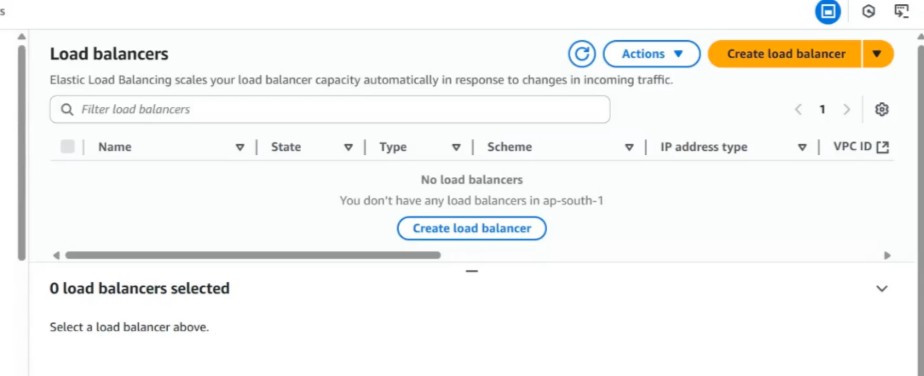 s
Load balancers
Actions
Create load balancer
Elastic Load Balancing scales your load balancer capacity automatically in response to changes in incoming traffic.
Filter load balancers
1
Name State Type Scheme IP address type VPC ID
No load balancers
You don't have any load balancers in ap-south-1
Create load balancer
0 load balancers selected
Select a load balancer above.